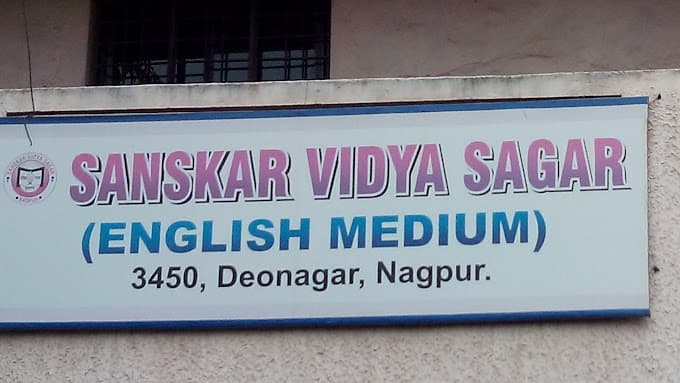 SANSKAR VIDYA SAGAR
(ENGLISH MEDIUM)
3450, Deonagar, Nagpur.